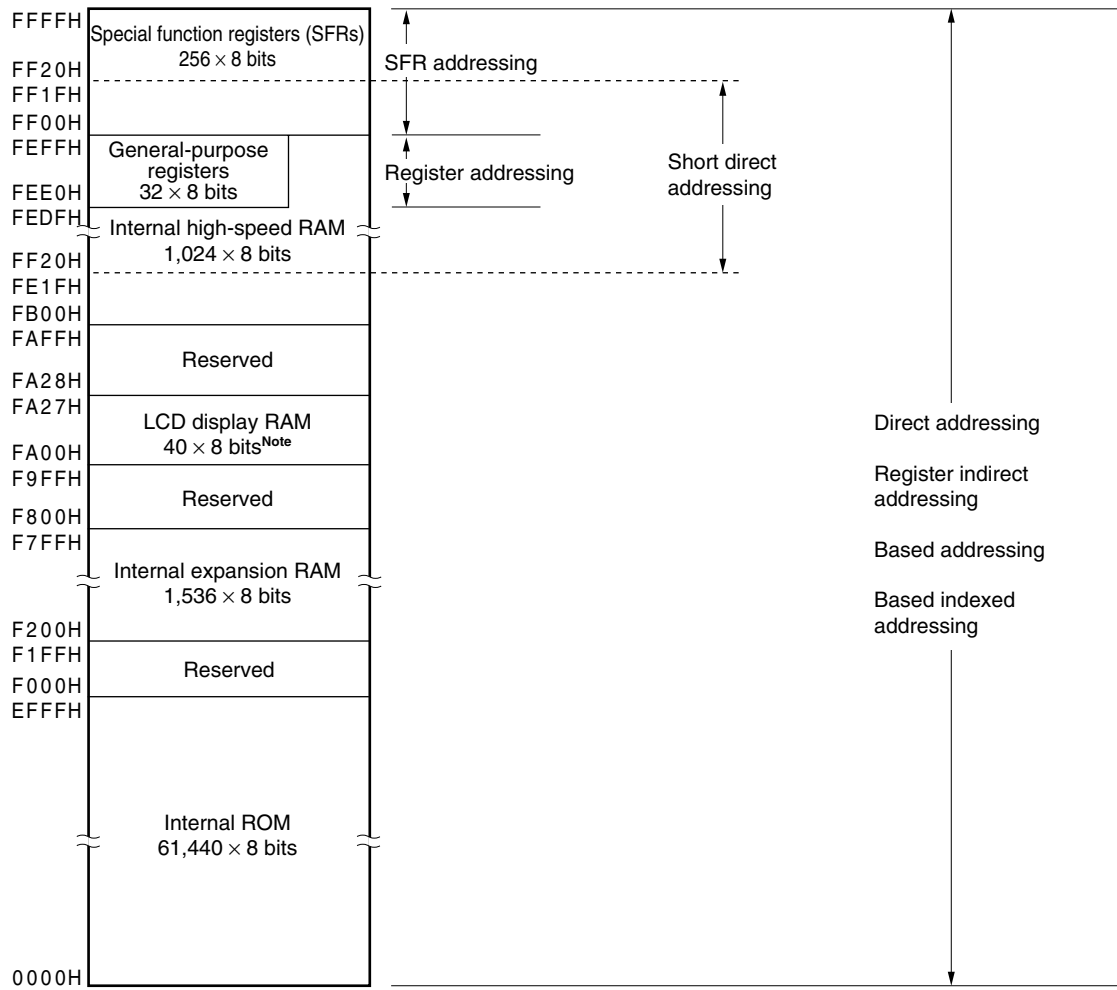 FFFFH
Special function registers (SFRs)
256 × 8 bits
SFR addressing
FF20H
FF1FH
FF00H
FEFFH
General-purpose
registers
32 × 8 bits
Register addressing
Short direct
addressing
FEE0H
FEDFH
Internal high-speed RAM
1,024 × 8 bits
FF20H
FE1FH
FB00H
FAFFH
Reserved
FA28H
FA27H
LCD display RAM
40 × 8 bitsNote
FA00H
F9FFH
Reserved
F800H
F7FFH
Internal expansion RAM
1,536 × 8 bits
F200H
F1FFH
Reserved
F000H
EFFFH
Internal ROM
61,440 × 8 bits
0000H
Direct addressing
Register indirect
addressing
Based addressing
Based indexed
addressing